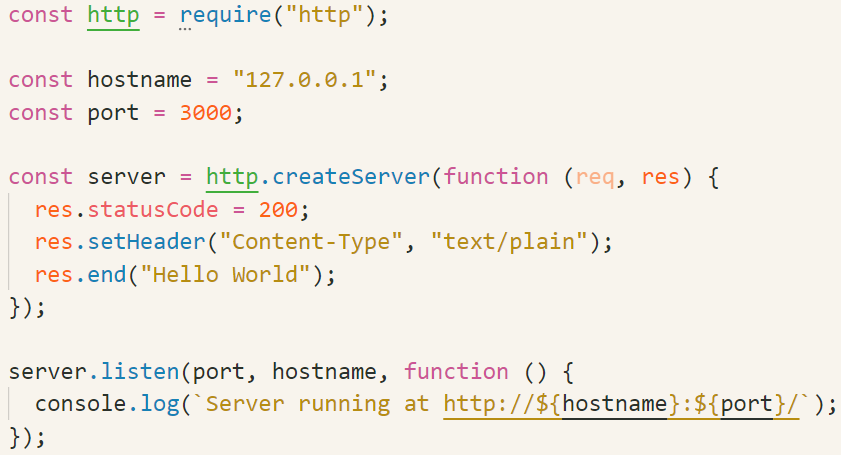 const http = require("http");

const hostname = "127.0.0.1";
const port = 3000;

const server = http.createServer(function (req, res) {
  res.statusCode = 200;
  res.setHeader("Content-Type", "text/plain");
  res.end("Hello World");
});

server.listen(port, hostname, function () {
  console.log(`Server running at http://${hostname}:${port}/`);
});